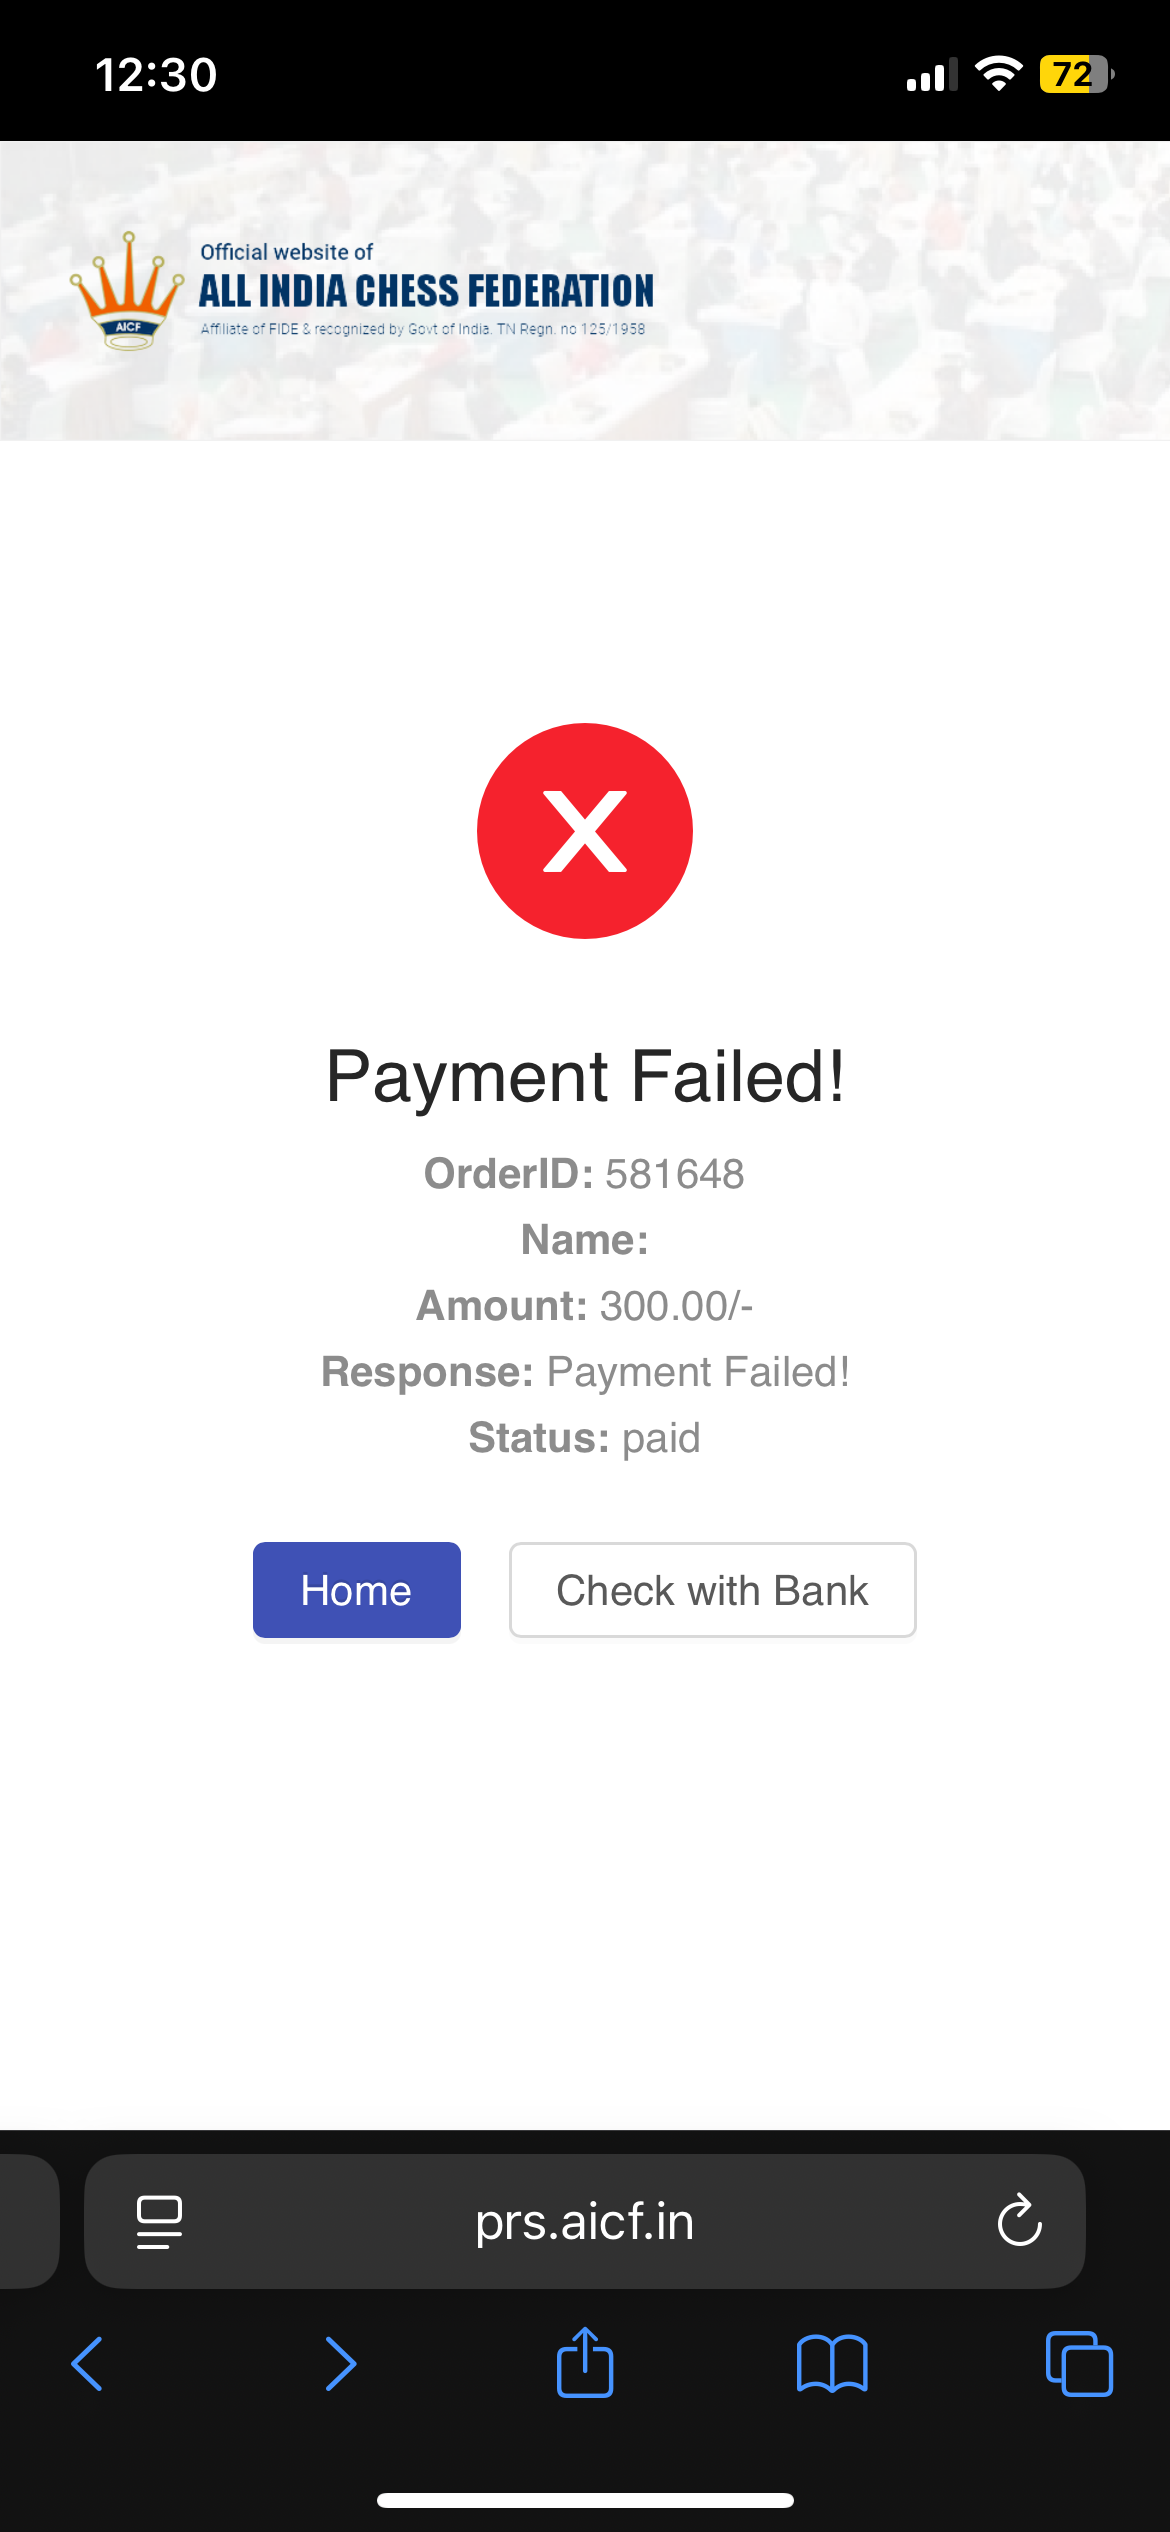 12:30
72
Official website of
ALL INDIA CHESS FEDERATION
Affiliate of FIDE & recognized by Govt of India. TN Regn. no 125/1958
AICF
X
Payment Failed!
OrderID: 581648
Name:
Amount: 300.00/-
Response: Payment Failed!
Status: paid
Home
Check with Bank
prs.aicf.in